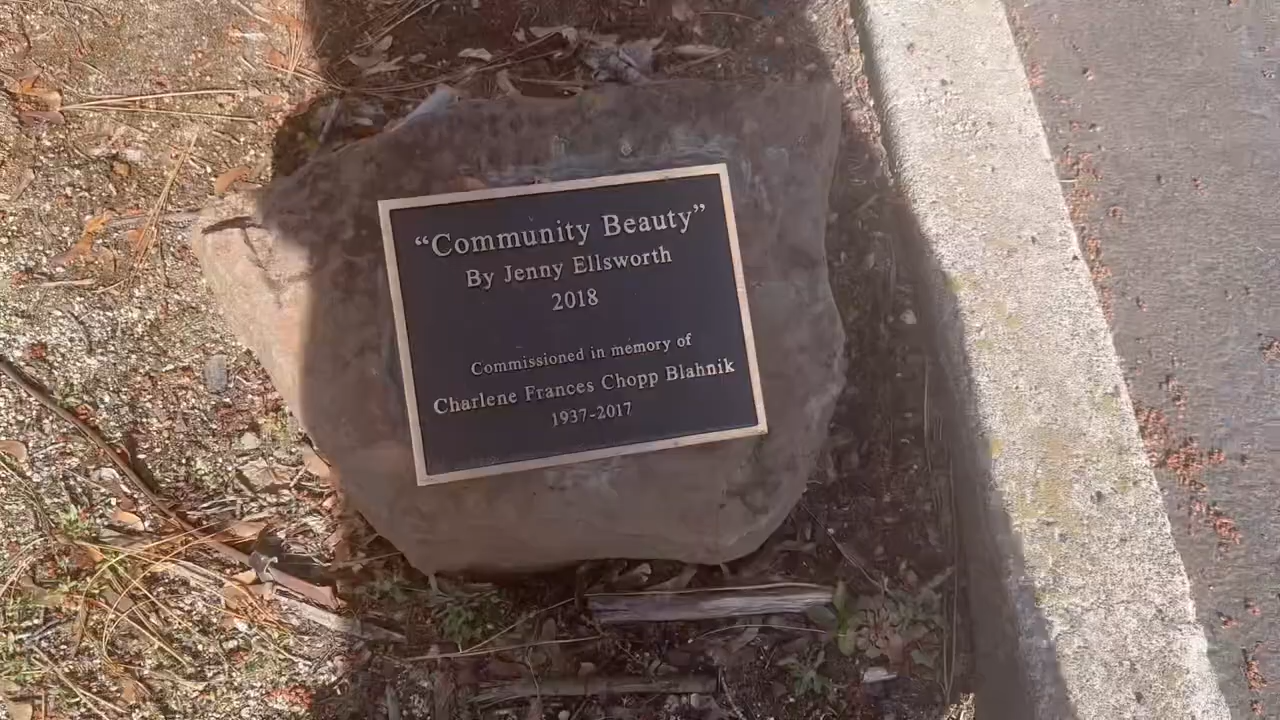 “Community Beauty”
By Jenny Ellsworth
2018
Commissioned in memory of
Charlene Frances Chopp Blahnik
1937-2017